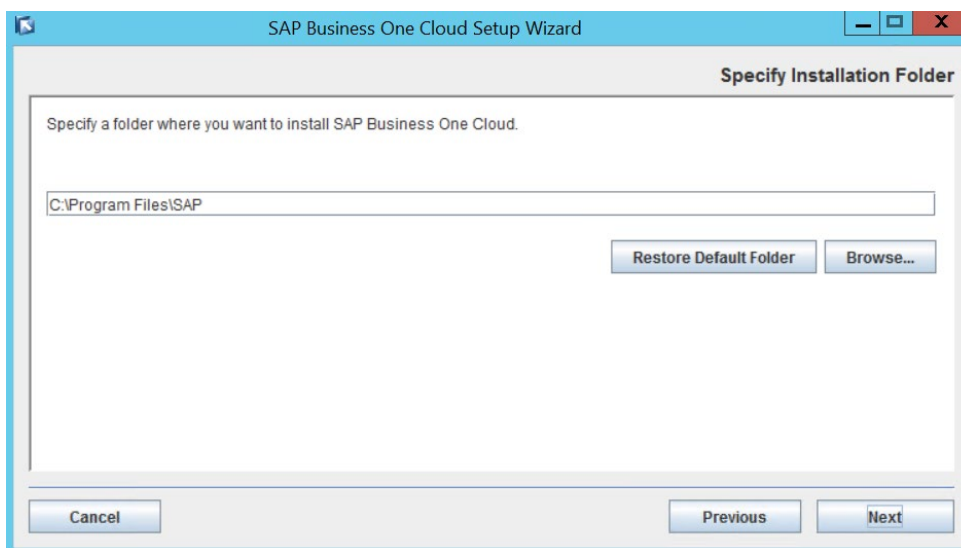 SAP Business One Cloud Setup Wizard
Specify Installation Folder
Specify a folder where you want to install SAP Business One Cloud.
C:\Program Files\SAP
Restore Default Folder Browse...
Cancel Previous Next